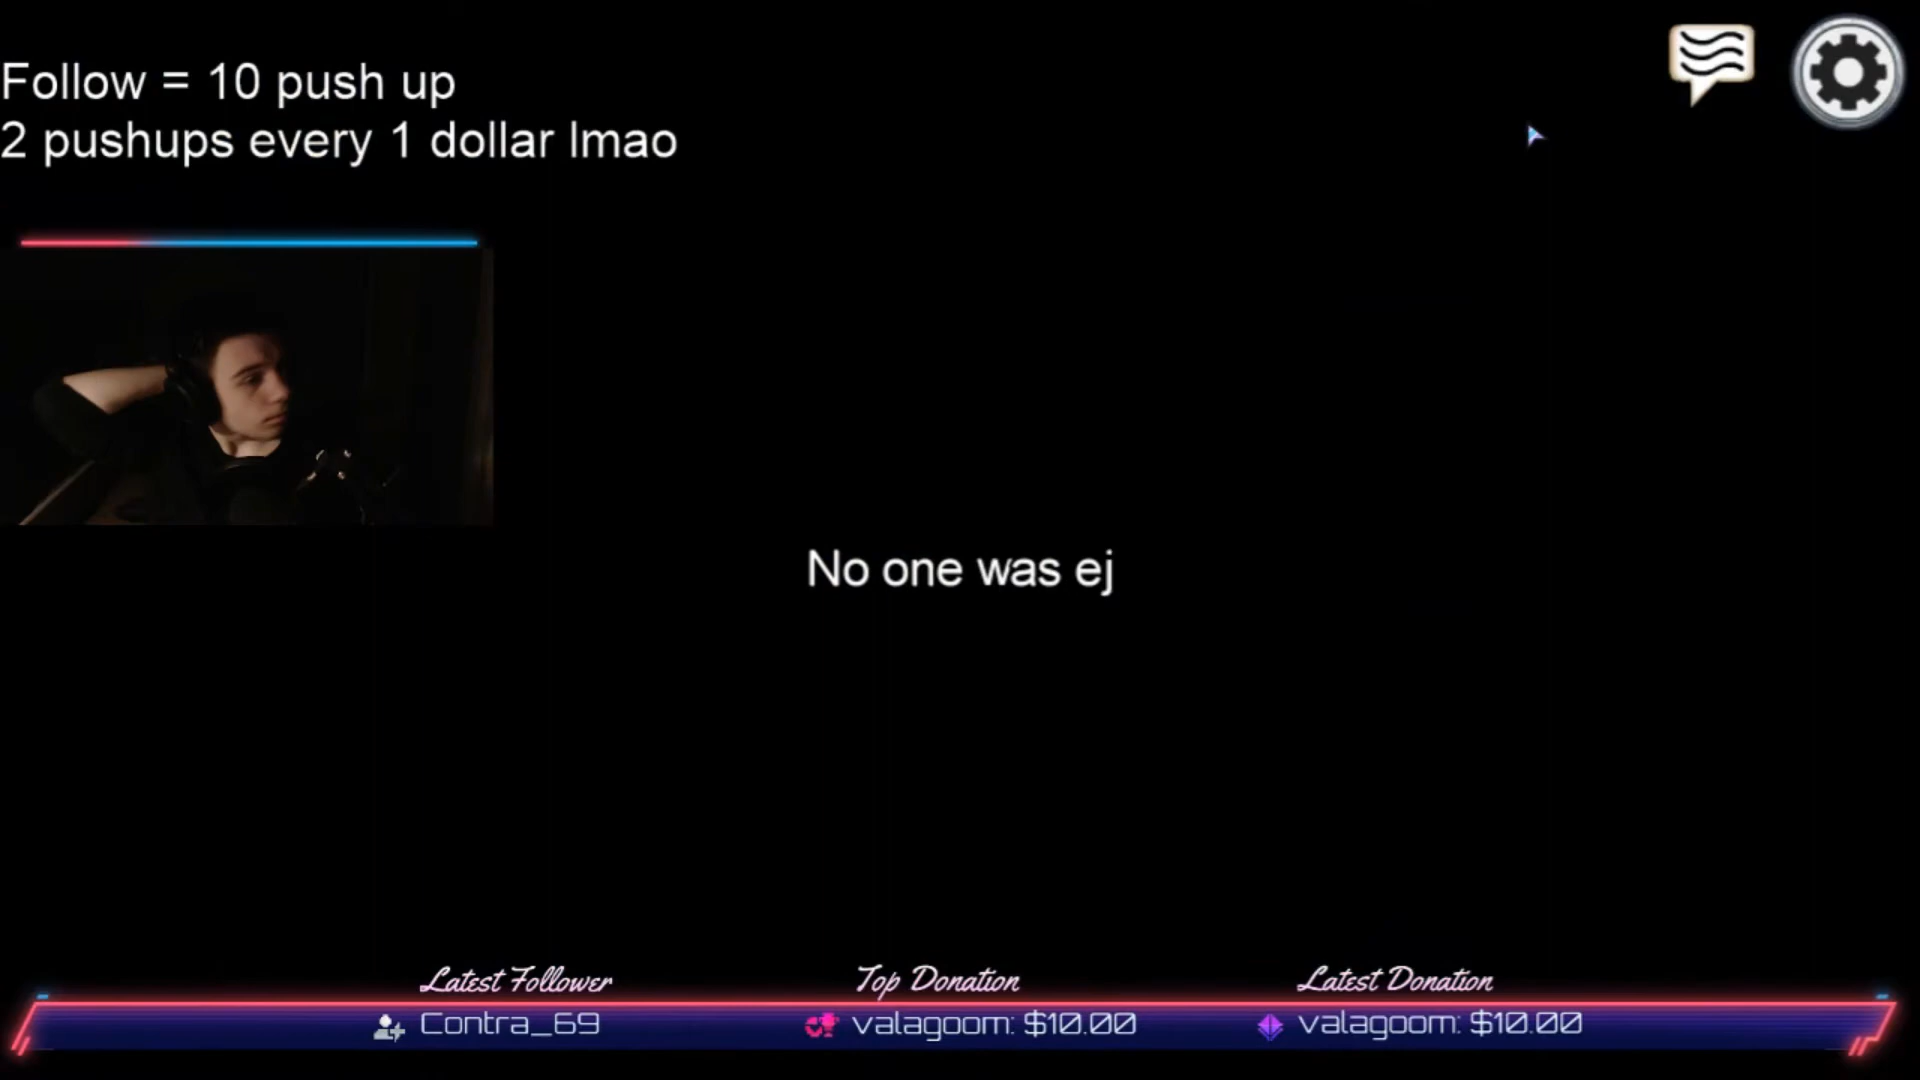 Follow = 10 push up
2 pushups every 1 dollar lmao
No one was ej
Latest Follower
Top Donation
Latest Donation
Contra_69
valagoom: $10.00
valagoom: $10.00